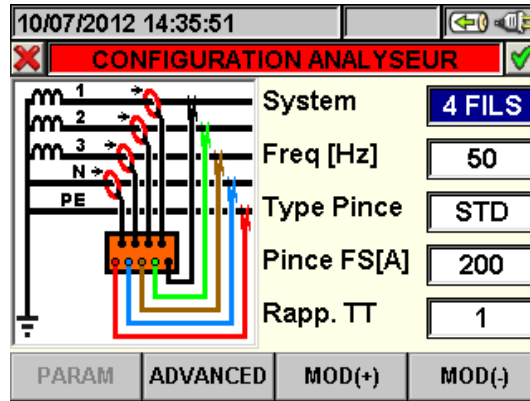 10/07/2012 14:35:51
CONFIGURATION ANALYSEUR
1
2
3
N
PE
System 4 FILS
Freq [Hz] 50
Type Pince STD
Pince FS[A] 200
Rapp. TT 1
PARAM ADVANCED MOD(+) MOD(-)